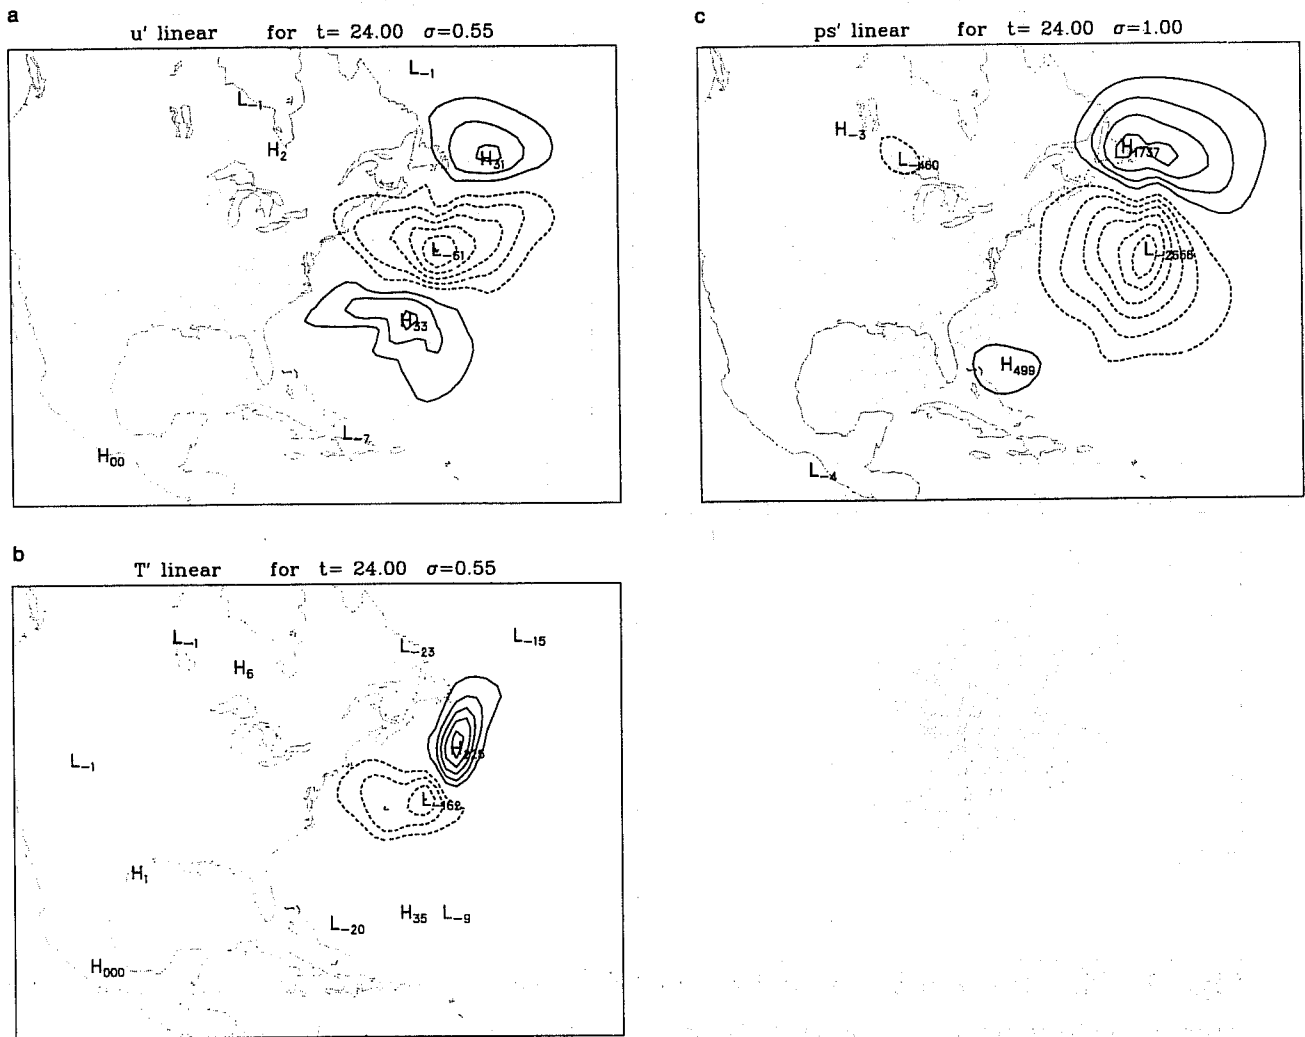 a
u' linear for t= 24.00 σ=0.55
L-1
L-1
H2
H31
L-61
H33
L-7
H00
c
ps' linear for t= 24.00 σ=1.00
H-3
L-460
H1737
H499
L-4
b
T' linear for t= 24.00 σ=0.55
L-1
L-23
L-15
H6
H225
L-1
L-162
H1
L-20
H35
L-9
H000